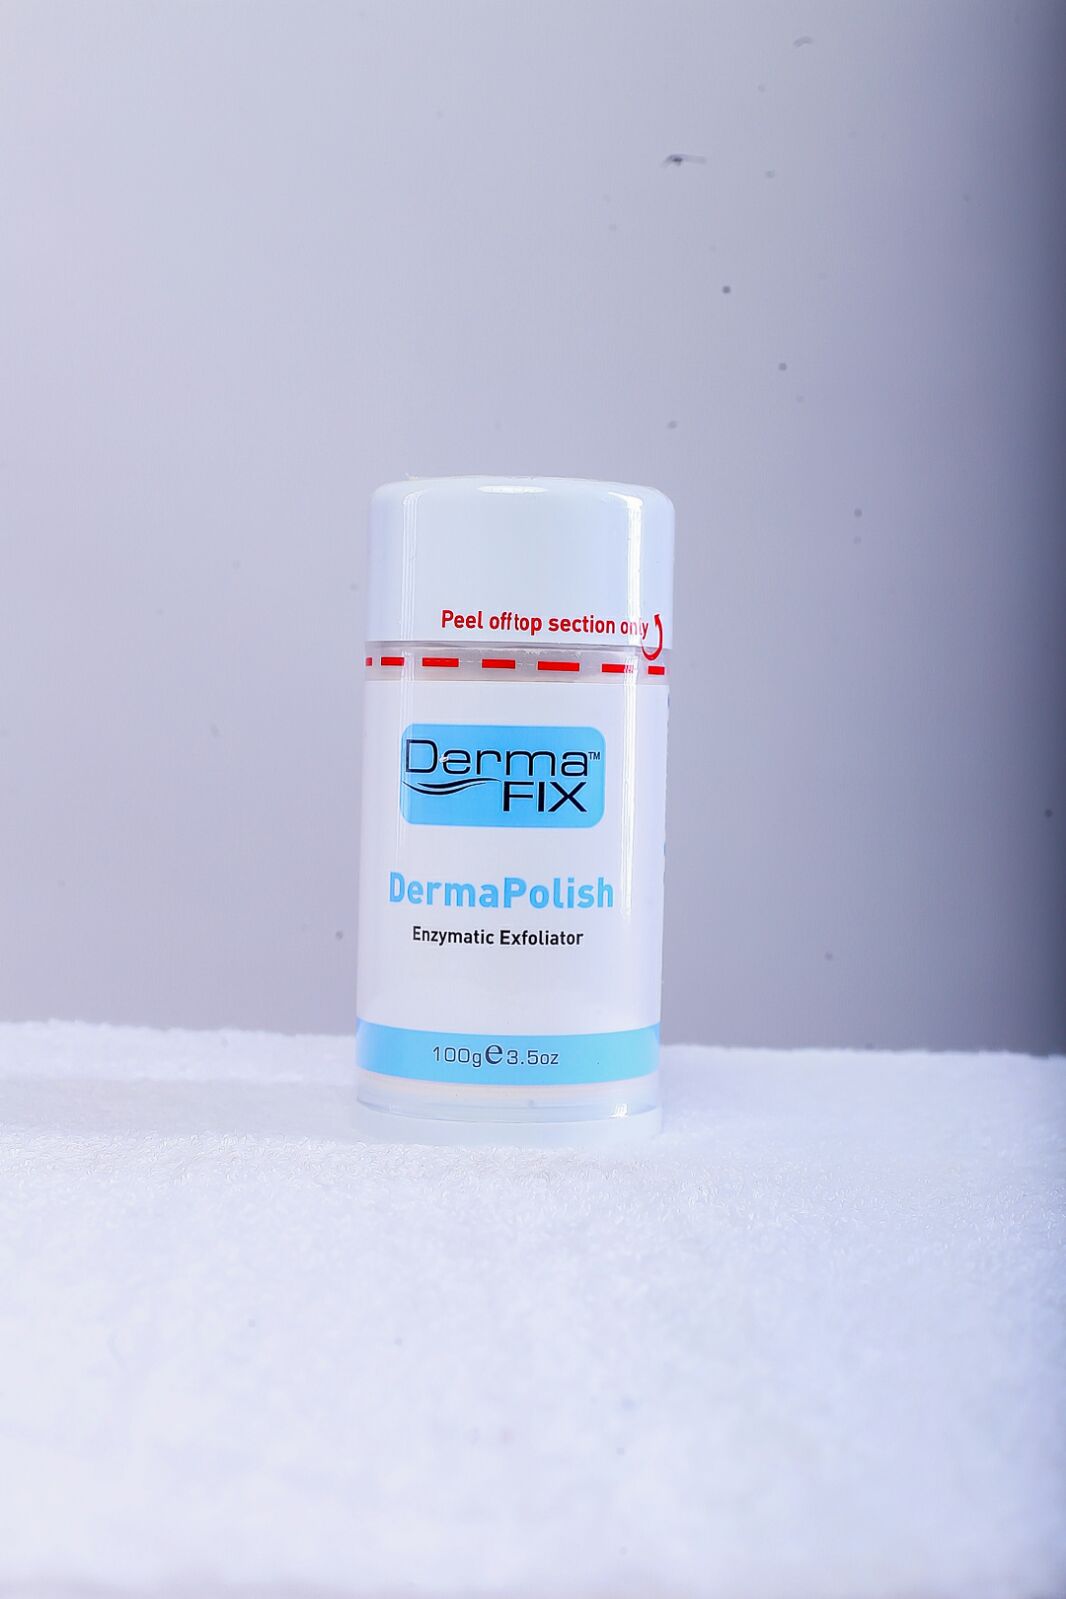 Peel off top section only
Derma™
FIX
DermaPolish
Enzymatic Exfoliator
100g ℮ 3.5oz